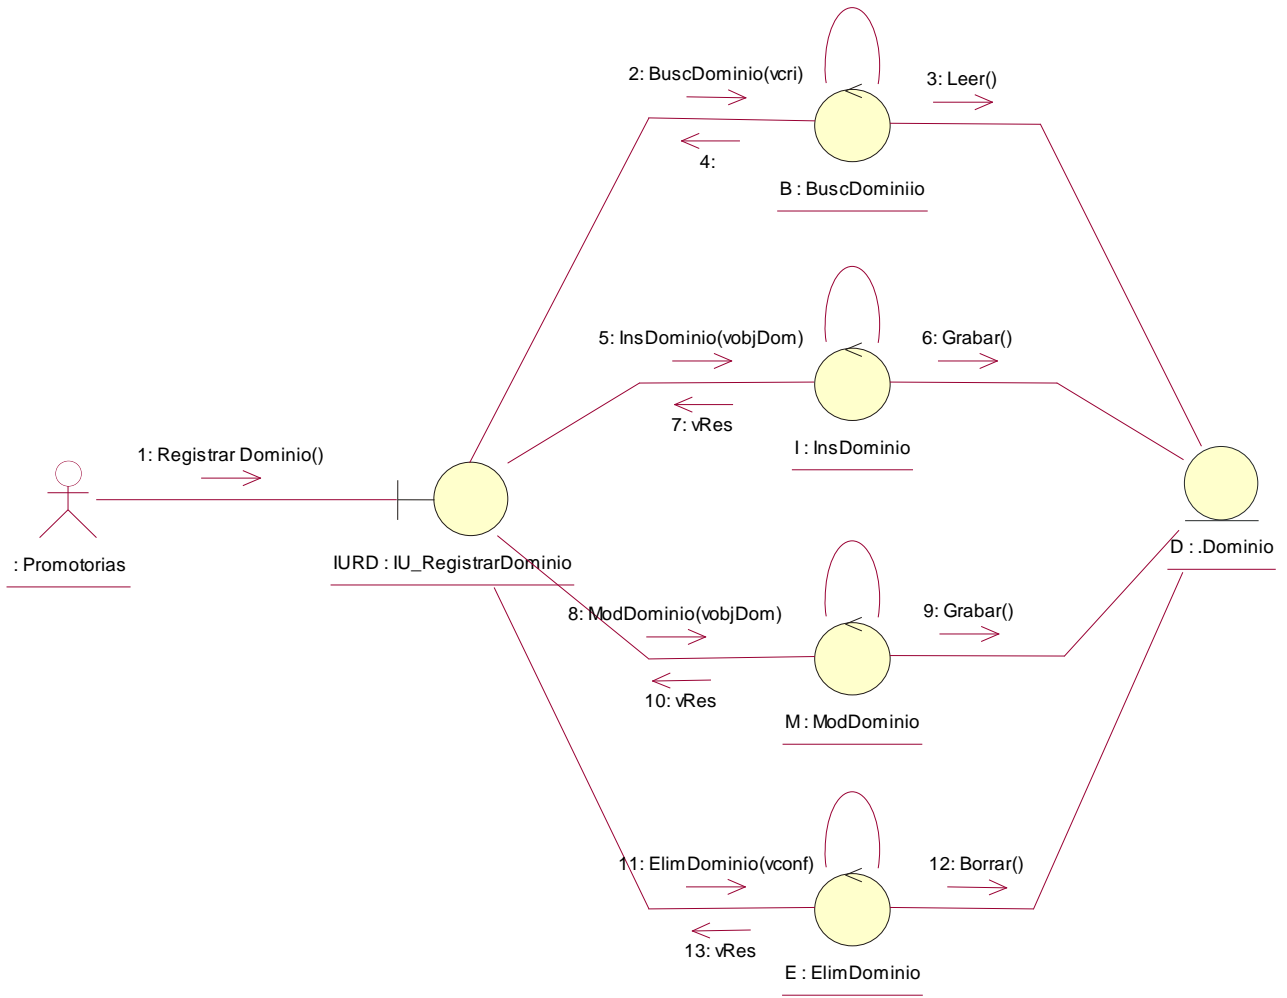 2: BuscDominio(vcri)
3: Leer()
4:
B : BuscDominiio
5: InsDominio(vobjDom)
6: Grabar()
7: vRes
I : InsDominio
1: Registrar Dominio()
: Promotorias
IURD : IU_RegistrarDominio
D : .Dominio
8: ModDominio(vobjDom)
9: Grabar()
10: vRes
M : ModDominio
11: ElimDominio(vconf)
12: Borrar()
13: vRes
E : ElimDominio